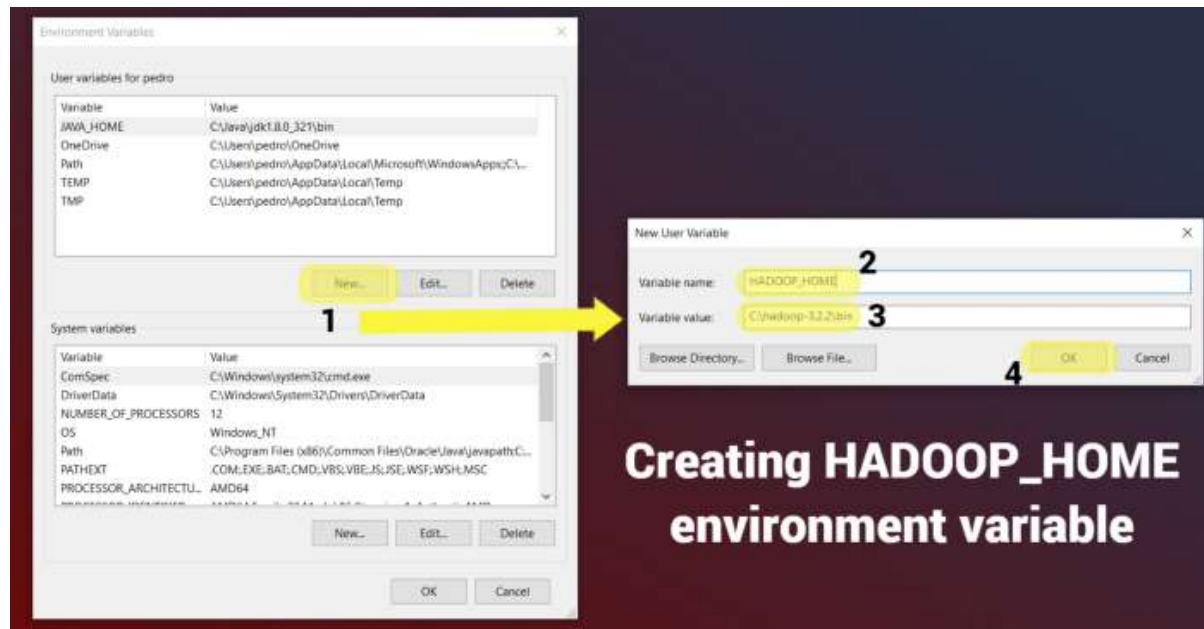 Environment Variables
User variables for pedro
Variable Value
JAVA_HOME C:\Java\jdk1.8.0_321\bin
OneDrive C:\Users\pedro\OneDrive
Path C:\Users\pedro\AppData\Local\Microsoft\WindowsApps;C:\...
TEMP C:\Users\pedro\AppData\Local\Temp
TMP C:\Users\pedro\AppData\Local\Temp
New... Edit... Delete
1
System variables
Variable Value
ComSpec C:\Windows\system32\cmd.exe
DriverData C:\Windows\System32\Drivers\DriverData
NUMBER_OF_PROCESSORS 12
OS Windows_NT
Path C:\Program Files (x86)\Common Files\Oracle\Java\javapath;C:...
PATHEXT .COM;.EXE;.BAT;.CMD;.VBS;.VBE;.JS;.JSE;.WSF;.WSH;.MSC
PROCESSOR_ARCHITECTU... AMD64
New... Edit... Delete
OK Cancel
New User Variable
2
Variable name: HADOOP_HOME
Variable value: C:\hadoop-3.2.2\bin 3
Browse Directory... Browse File... OK Cancel
4
Creating HADOOP_HOME
environment variable